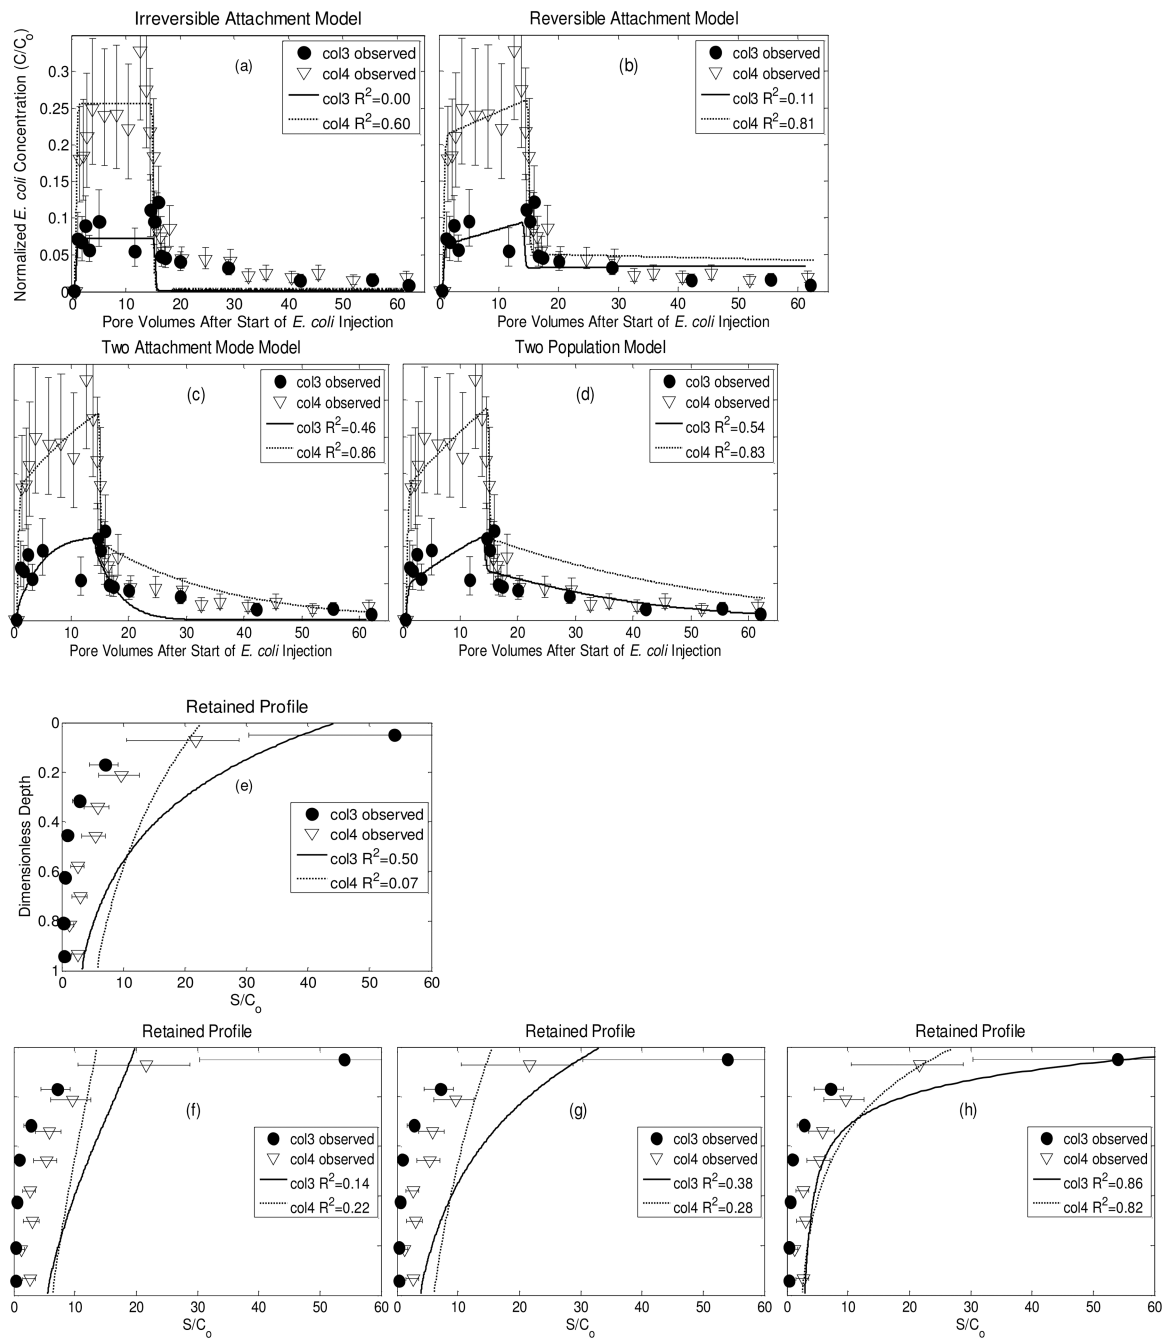 Irreversible Attachment Model
Reversible Attachment Model
Normalized E. coli Concentration (C/Co)
0.3
0.25
0.2
0.15
0.1
0.05
0
(a)
col3 observed
col4 observed
col3 R2=0.00
col4 R2=0.60
(b)
col3 observed
col4 observed
col3 R2=0.11
col4 R2=0.81
0 10 20 30 40 50 60
0 10 20 30 40 50 60
Pore Volumes After Start of E. coli Injection
Pore Volumes After Start of E. coli Injection
Two Attachment Mode Model
Two Population Model
(c)
col3 observed
col4 observed
col3 R2=0.46
col4 R2=0.86
(d)
col3 observed
col4 observed
col3 R2=0.54
col4 R2=0.83
0 10 20 30 40 50 60
0 10 20 30 40 50 60
Pore Volumes After Start of E. coli Injection
Pore Volumes After Start of E. coli Injection
Retained Profile
Dimensionless Depth
0
0.2
0.4
0.6
0.8
1
(e)
col3 observed
col4 observed
col3 R2=0.50
col4 R2=0.07
0 10 20 30 40 50 60
S/Co
Retained Profile
Retained Profile
Retained Profile
(f)
col3 observed
col4 observed
col3 R2=0.14
col4 R2=0.22
(g)
col3 observed
col4 observed
col3 R2=0.38
col4 R2=0.28
(h)
col3 observed
col4 observed
col3 R2=0.86
col4 R2=0.82
0 10 20 30 40 50 60
0 10 20 30 40 50 60
0 10 20 30 40 50 60
S/Co
S/Co
S/Co